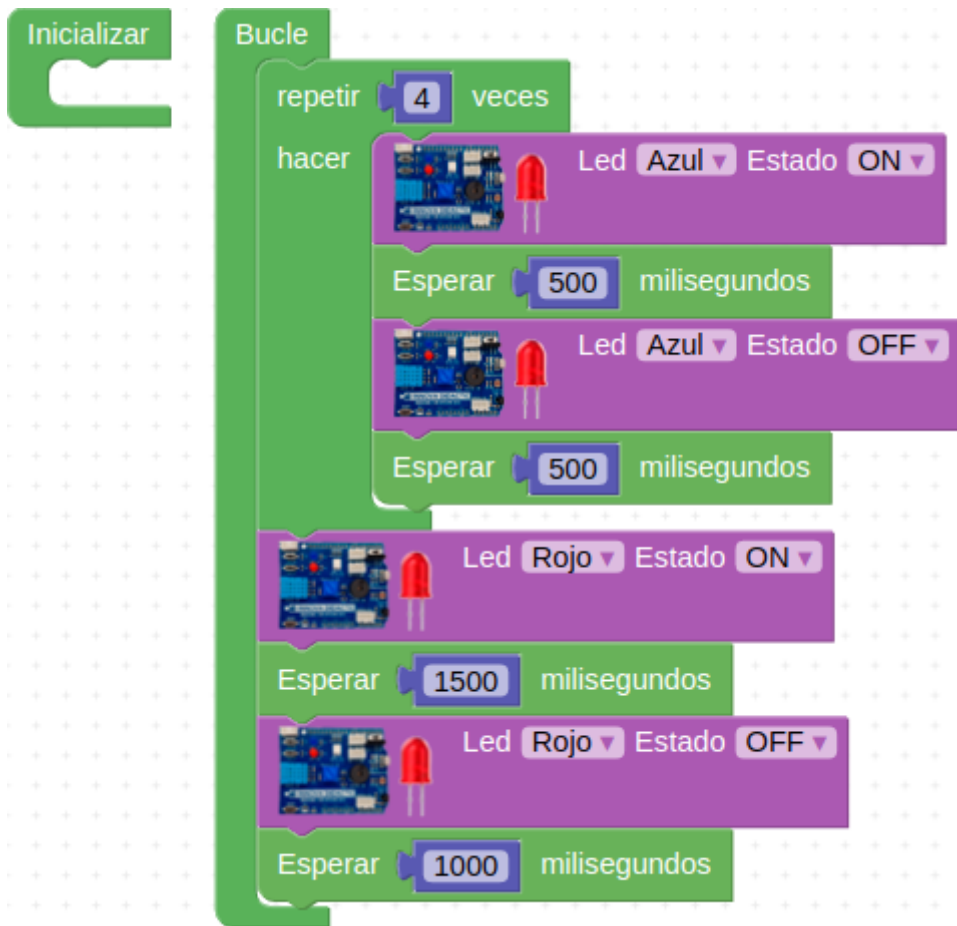 Inicializar
Bucle
repetir 4 veces
hacer
Led Azul Estado ON
Esperar 500 milisegundos
Led Azul Estado OFF
Esperar 500 milisegundos
Led Rojo Estado ON
Esperar 1500 milisegundos
Led Rojo Estado OFF
Esperar 1000 milisegundos